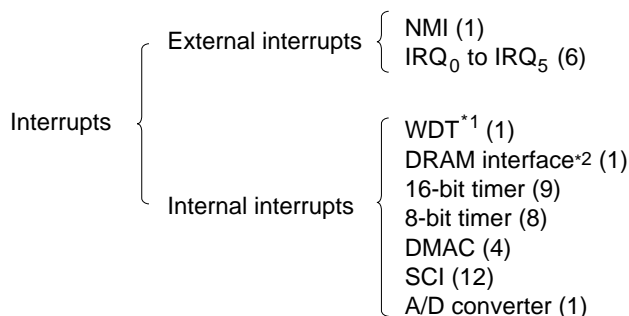 Interrupts
External interrupts
NMI (1)
IRQ0 to IRQ5 (6)
Internal interrupts
WDT*1 (1)
DRAM interface*2 (1)
16-bit timer (9)
8-bit timer (8)
DMAC (4)
SCI (12)
A/D converter (1)